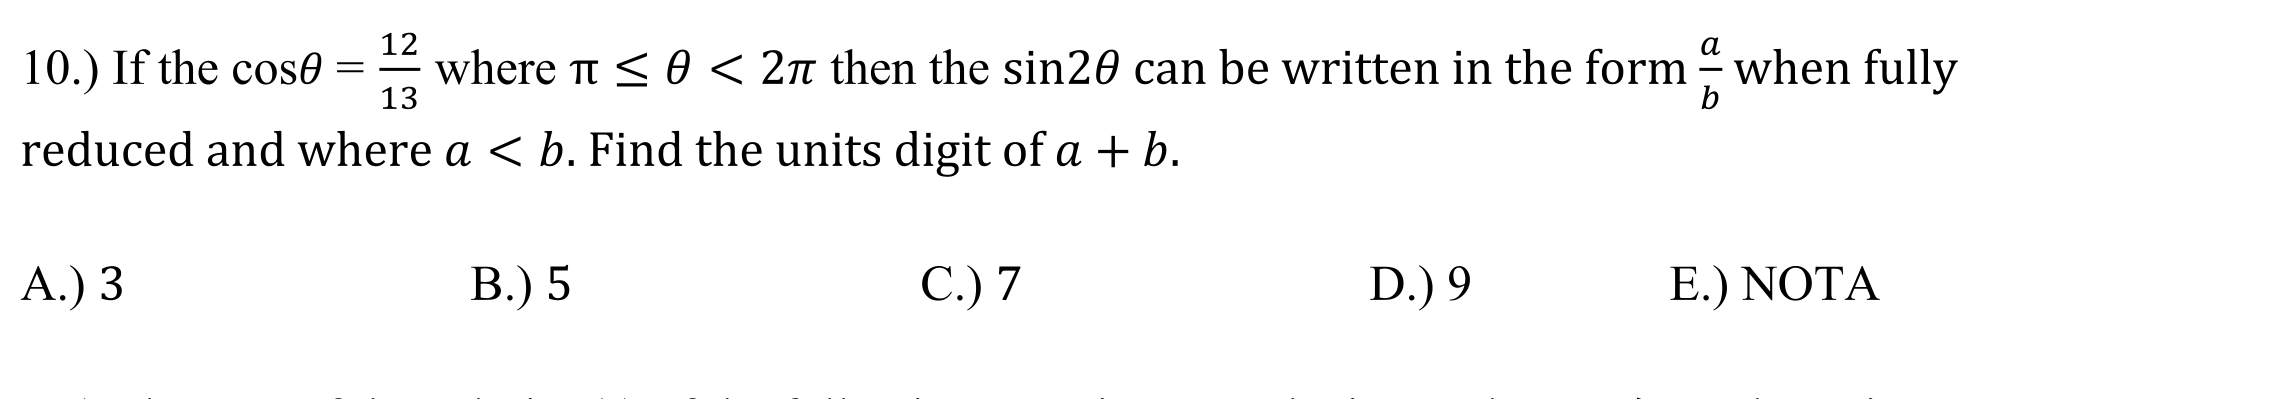 10.) If the cosθ = 12/13 where π ≤ θ < 2π then the sin2θ can be written in the form a/b when fully
reduced and where a < b. Find the units digit of a + b.
A.) 3 B.) 5 C.) 7 D.) 9 E.) NOTA